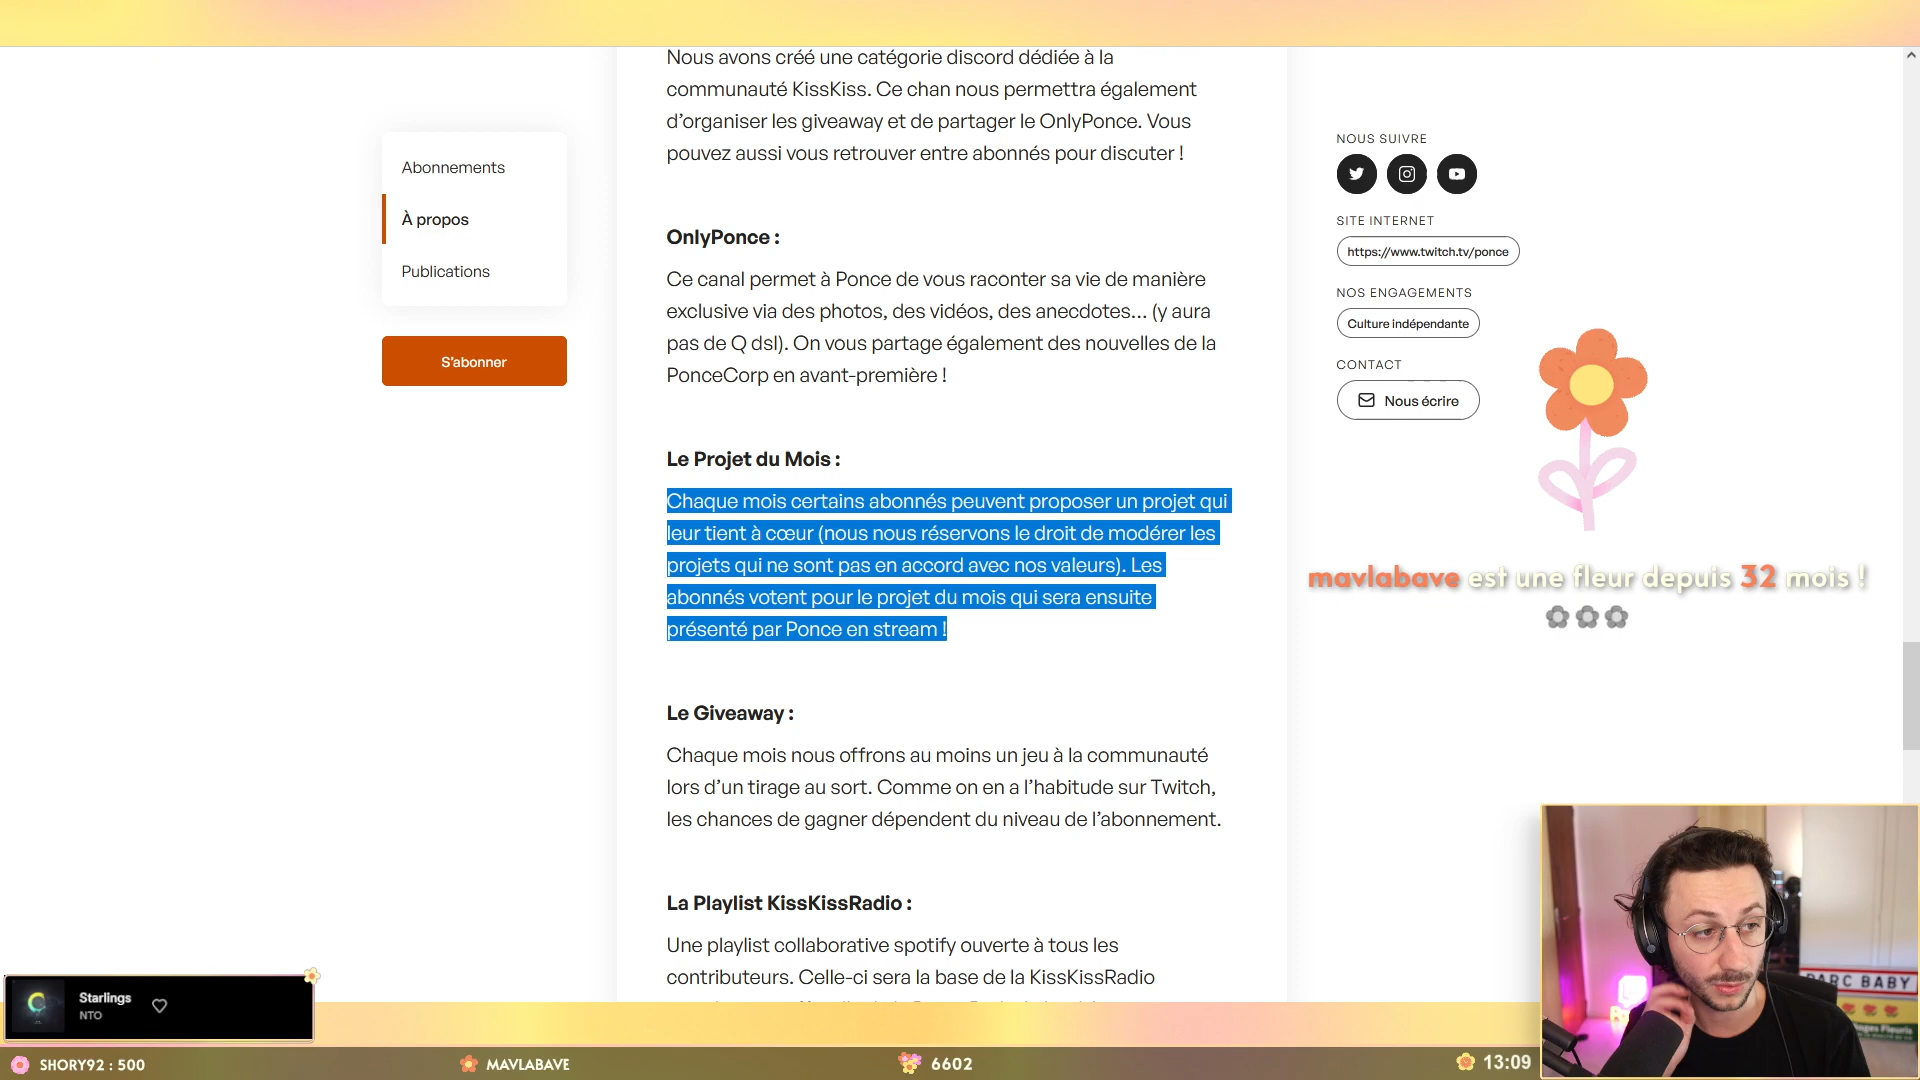 Nous avons créé une catégorie discord dédiée à la
communauté KissKiss. Ce chan nous permettra également
d'organiser les giveaway et de partager le OnlyPonce. Vous
pouvez aussi vous retrouver entre abonnés pour discuter !
Abonnements
À propos
Publications
S'abonner
OnlyPonce :
Ce canal permet à Ponce de vous raconter sa vie de manière
exclusive via des photos, des vidéos, des anecdotes... (y aura
pas de Q dsl). On vous partage également des nouvelles de la
PonceCorp en avant-première !
Le Projet du Mois :
Chaque mois certains abonnés peuvent proposer un projet qui
leur tient à cœur (nous nous réservons le droit de modérer les
projets qui ne sont pas en accord avec nos valeurs). Les
abonnés votent pour le projet du mois qui sera ensuite
présenté par Ponce en stream !
Le Giveaway :
Chaque mois nous offrons au moins un jeu à la communauté
lors d'un tirage au sort. Comme on en a l'habitude sur Twitch,
les chances de gagner dépendent du niveau de l'abonnement.
La Playlist KissKissRadio :
Une playlist collaborative spotify ouverte à tous les
contributeurs. Celle-ci sera la base de la KissKissRadio
NOUS SUIVRE
SITE INTERNET
https://www.twitch.tv/ponce
NOS ENGAGEMENTS
Culture indépendante
CONTACT
Nous écrire
mavlabave est une fleur depuis 32 mois !
ARC BABY
Starlings
NTO
SHORY92 : 500
MAVLABAVE
6602
13:09